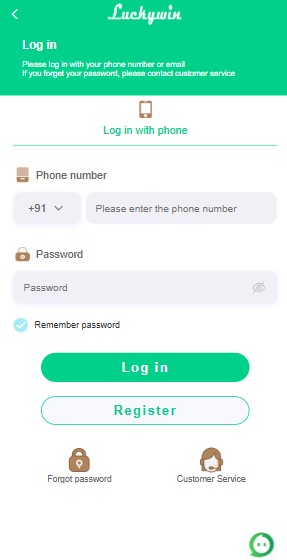 Luckywin
Log in
Please log in with your phone number or email
If you forget your password, please contact customer service
Log in with phone
Phone number
+91
Please enter the phone number
Password
Password
Remember password
Log in
Register
Forgot password
Customer Service